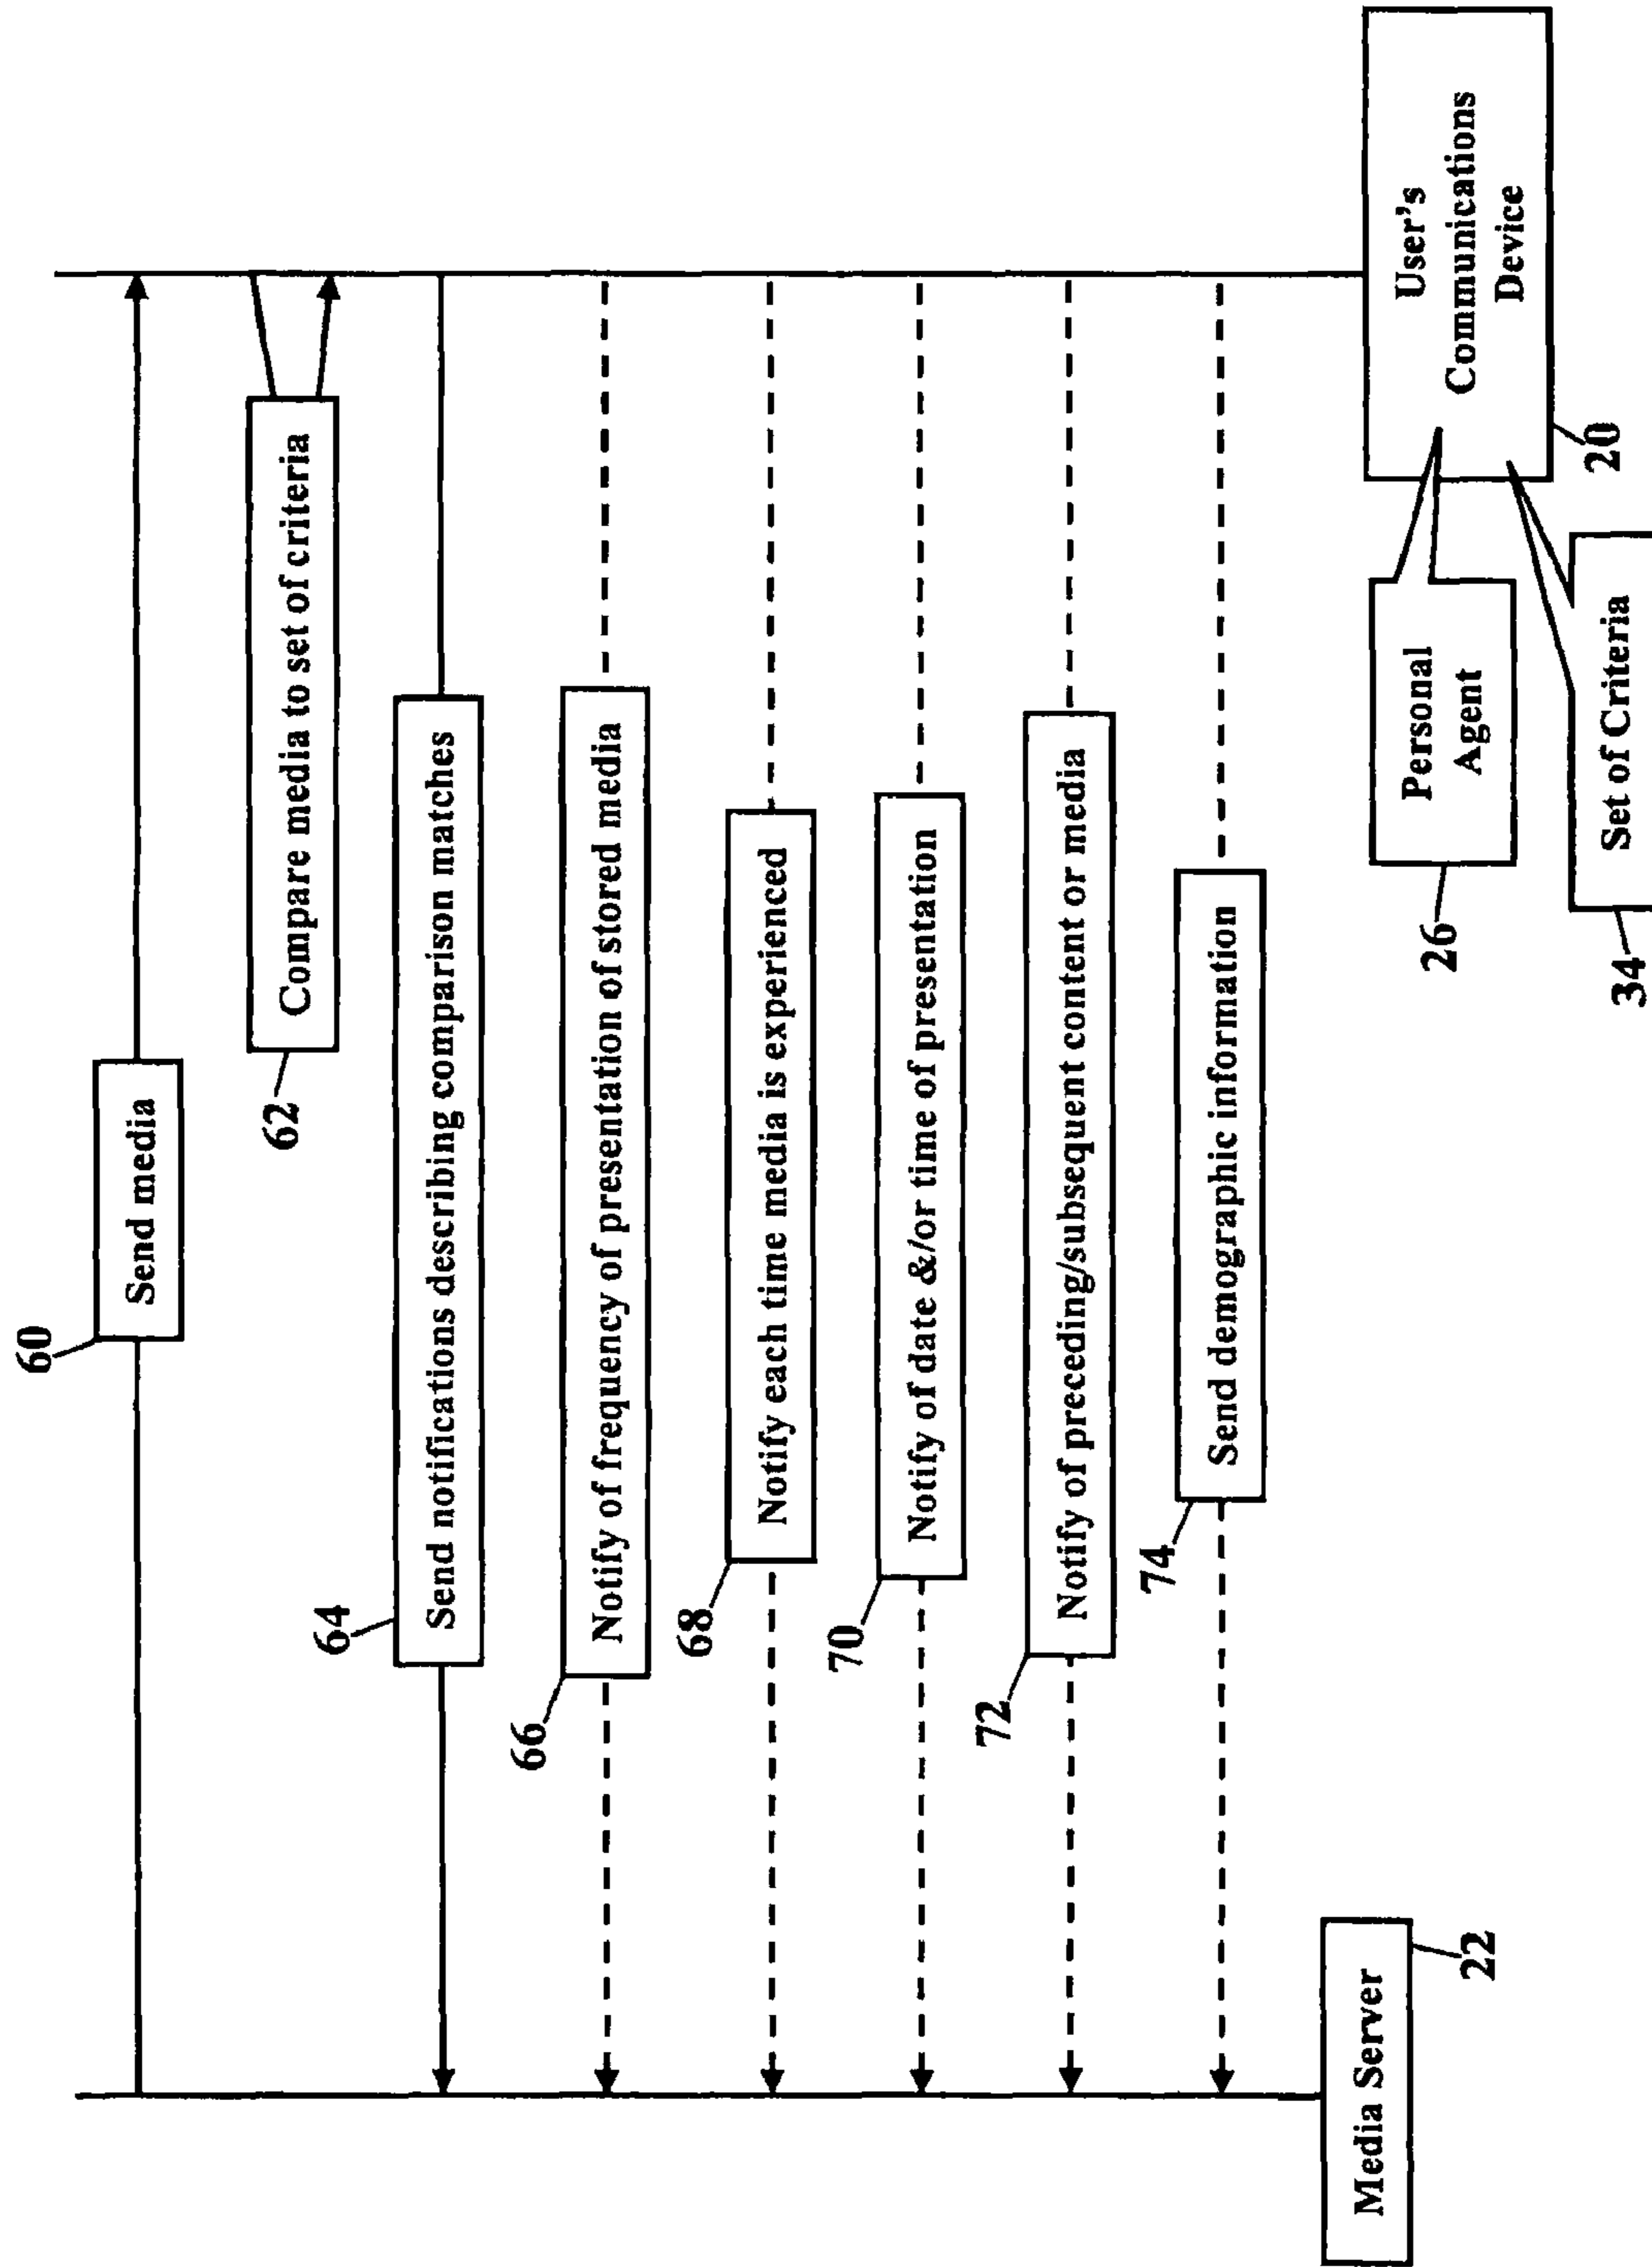 60
Send media
62
Compare media to set of criteria
64
Send notifications describing comparison matches
66
Notify of frequency of presentation of stored media
68
Notify each time media is experienced
70
Notify of date &/or time of presentation
72
Notify of preceding/subsequent content or media
74
Send demographic information
Media Server
22
Personal
Agent
26
User's
Communications
Device
20
Set of Criteria
34